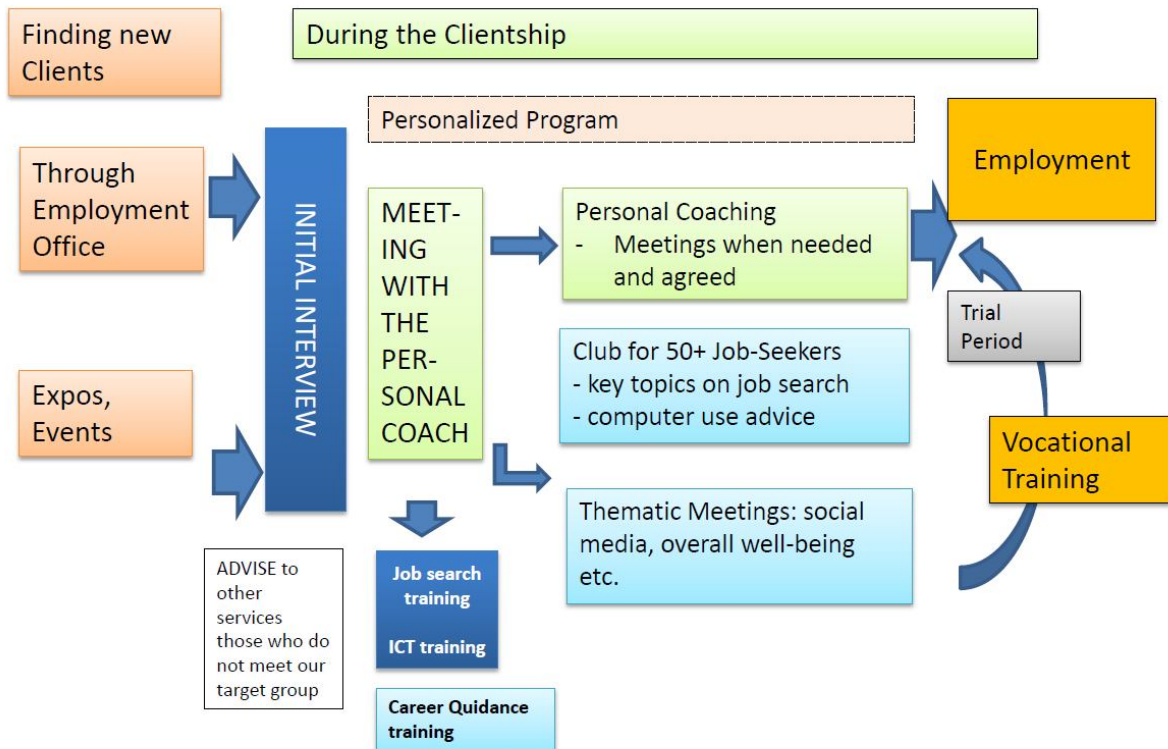 Finding new
Clients
During the Clientship
Personalized Program
Employment
Through
Employment
Office
INITIAL INTERVIEW
MEET-
ING
WITH
THE
PER-
SONAL
COACH
Personal Coaching
- Meetings when needed
and agreed
Trial
Period
Club for 50+ Job-Seekers
- key topics on job search
- computer use advice
Expos,
Events
Vocational
Training
Thematic Meetings: social
media, overall well-being
etc.
ADVISE to
other
services
those who do
not meet our
target group
Job search
training
ICT training
Career Quidance
training